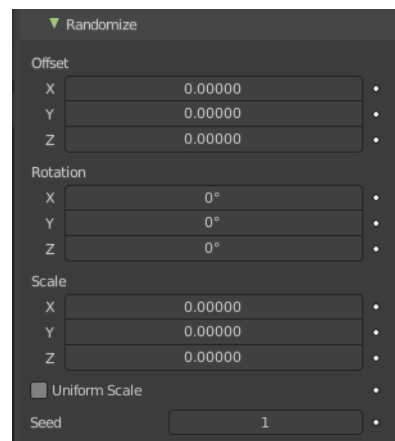 Randomize
Offset
X 0.00000
Y 0.00000
Z 0.00000
Rotation
X 0°
Y 0°
Z 0°
Scale
X 0.00000
Y 0.00000
Z 0.00000
Uniform Scale
Seed 1